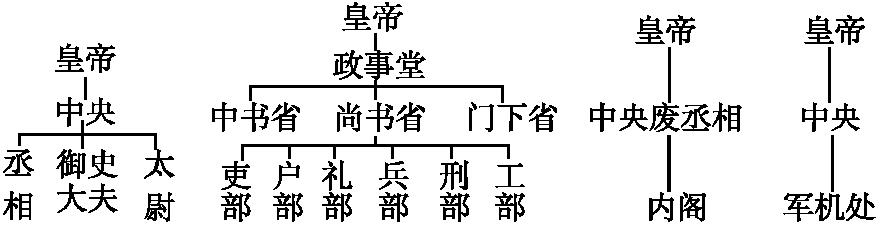 皇帝
中央
丞相
御史大夫
太尉
皇帝
政事堂
中书省 尚书省 门下省
吏部 户部 礼部 兵部 刑部 工部
皇帝
中央废丞相
内阁
皇帝
中央
军机处